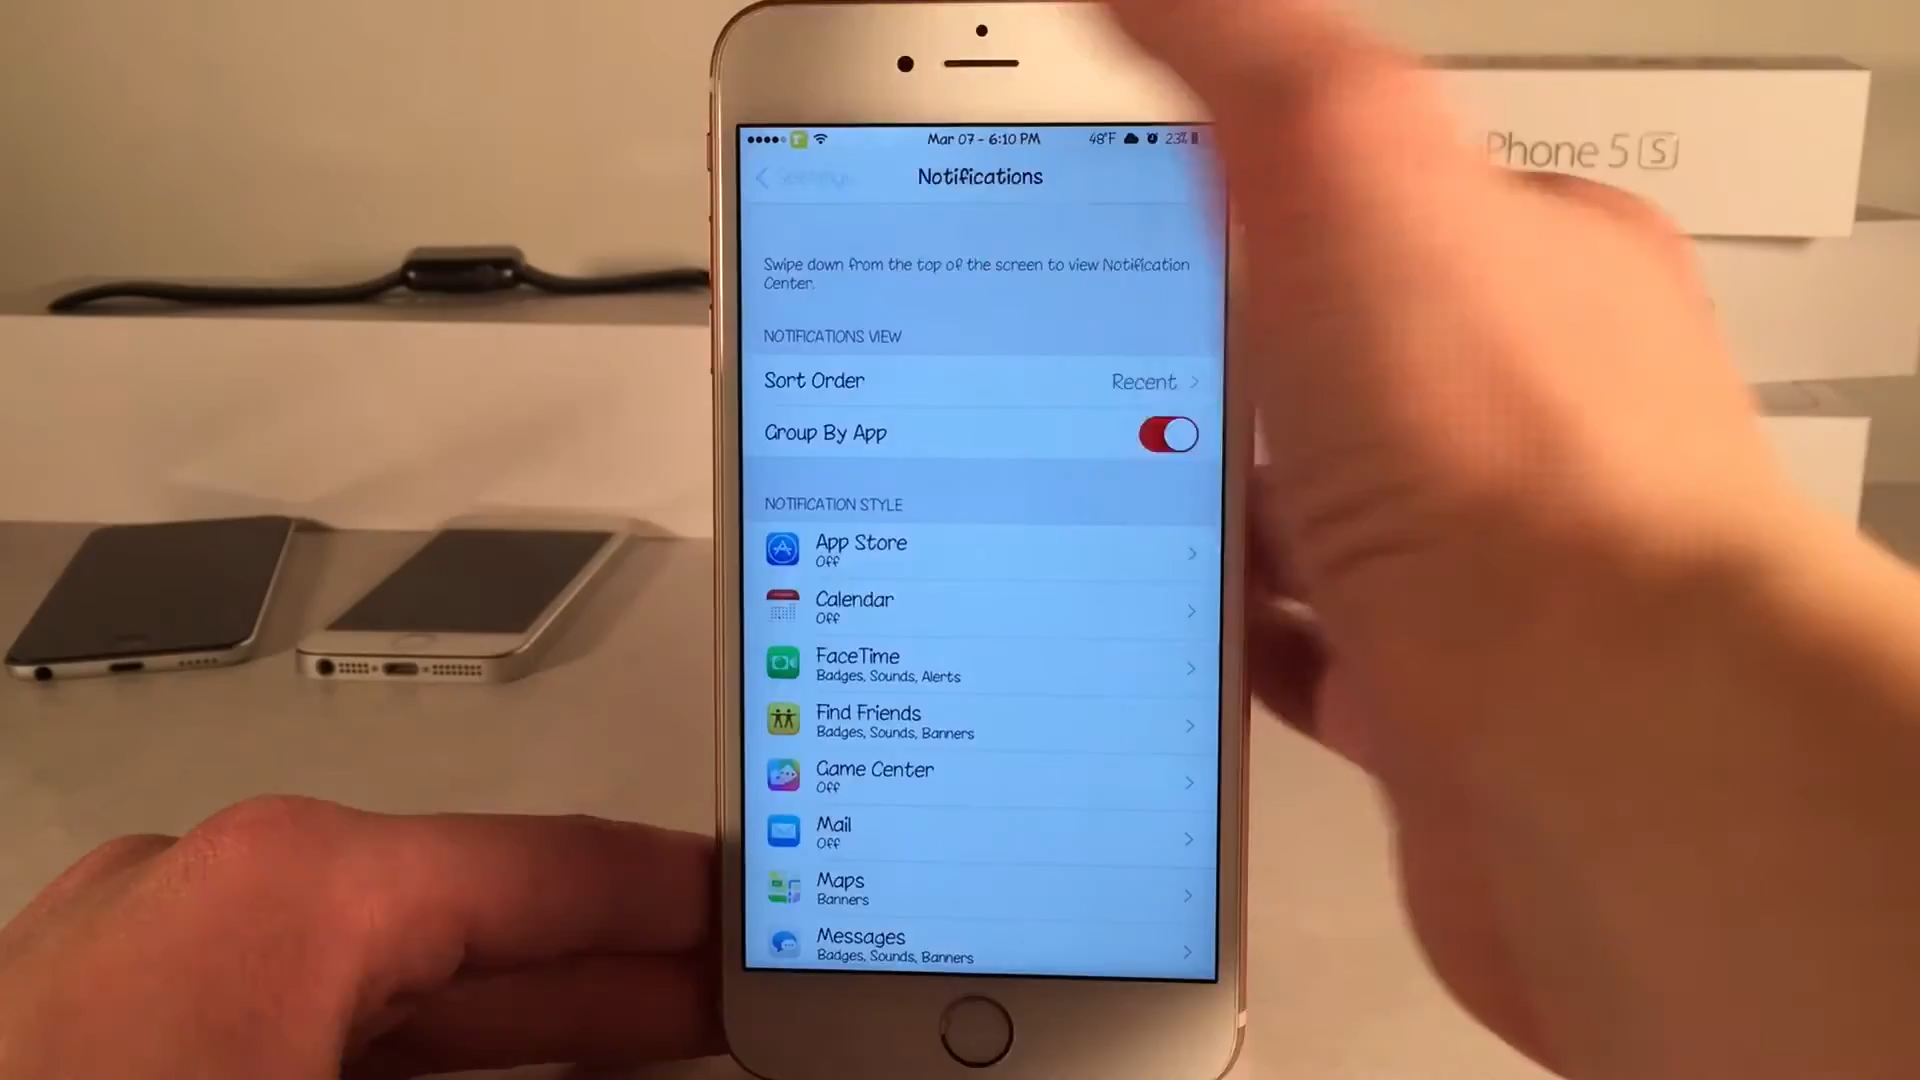 Mar 07 - 6:10 PM
48°F
23%
Notifications
Swipe down from the top of the screen to view Notification
Center.
NOTIFICATIONS VIEW
Sort Order
Recent
Group By App
NOTIFICATION STYLE
App Store
Off
Calendar
Off
FaceTime
Badges, Sounds, Alerts
Find Friends
Badges, Sounds, Banners
Game Center
Off
Mail
Off
Maps
Banners
Messages
Badges, Sounds, Banners
Phone 5 S